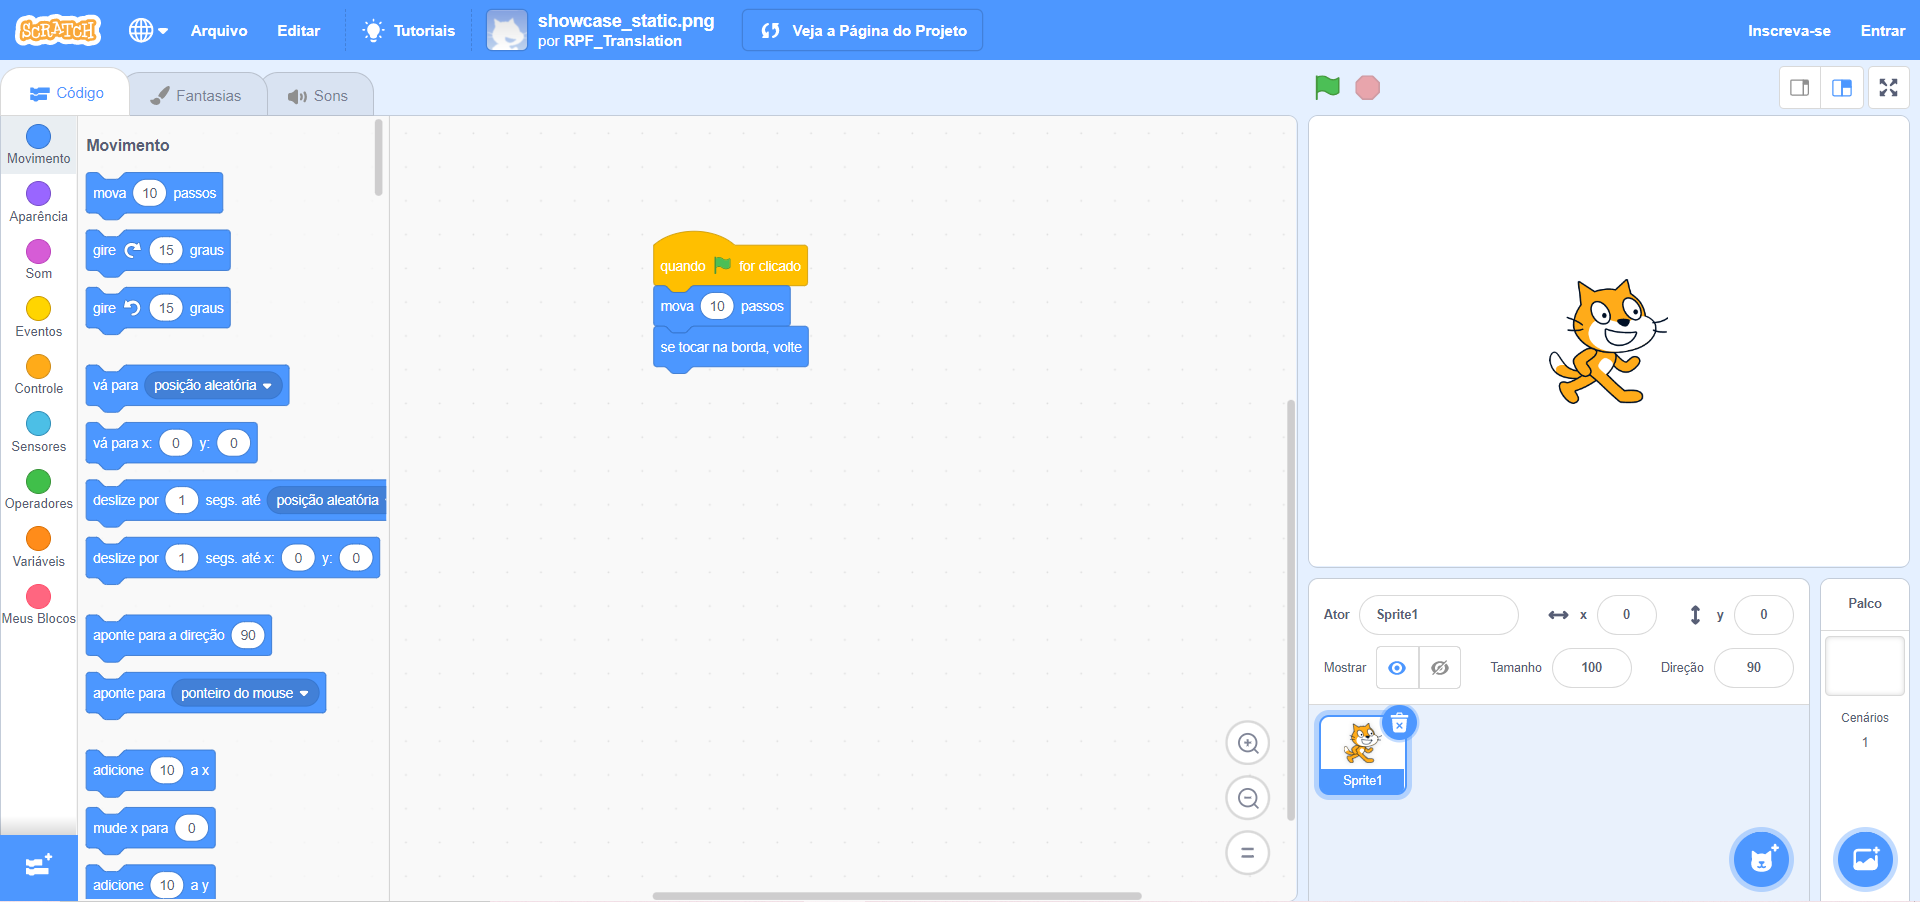 SCRATCH
Arquivo
Editar
Tutoriais
showcase_static.png
por RPF_Translation
Veja a Página do Projeto
Inscreva-se
Entrar
Código
Fantasias
Sons
Movimento
Aparência
Som
Eventos
Controle
Sensores
Operadores
Variáveis
Meus Blocos
Movimento
mova 10 passos
gire 15 graus
gire 15 graus
vá para posição aleatória
vá para x: 0 y: 0
deslize por 1 segs. até posição aleatória
deslize por 1 segs. até x: 0 y: 0
aponte para a direção 90
aponte para ponteiro do mouse
adicione 10 a x
mude x para 0
adicione 10 a y
quando for clicado
mova 10 passos
se tocar na borda, volte
Ator Sprite1 x 0 y 0
Mostrar Tamanho 100 Direção 90
Sprite1
Palco
Cenários
1